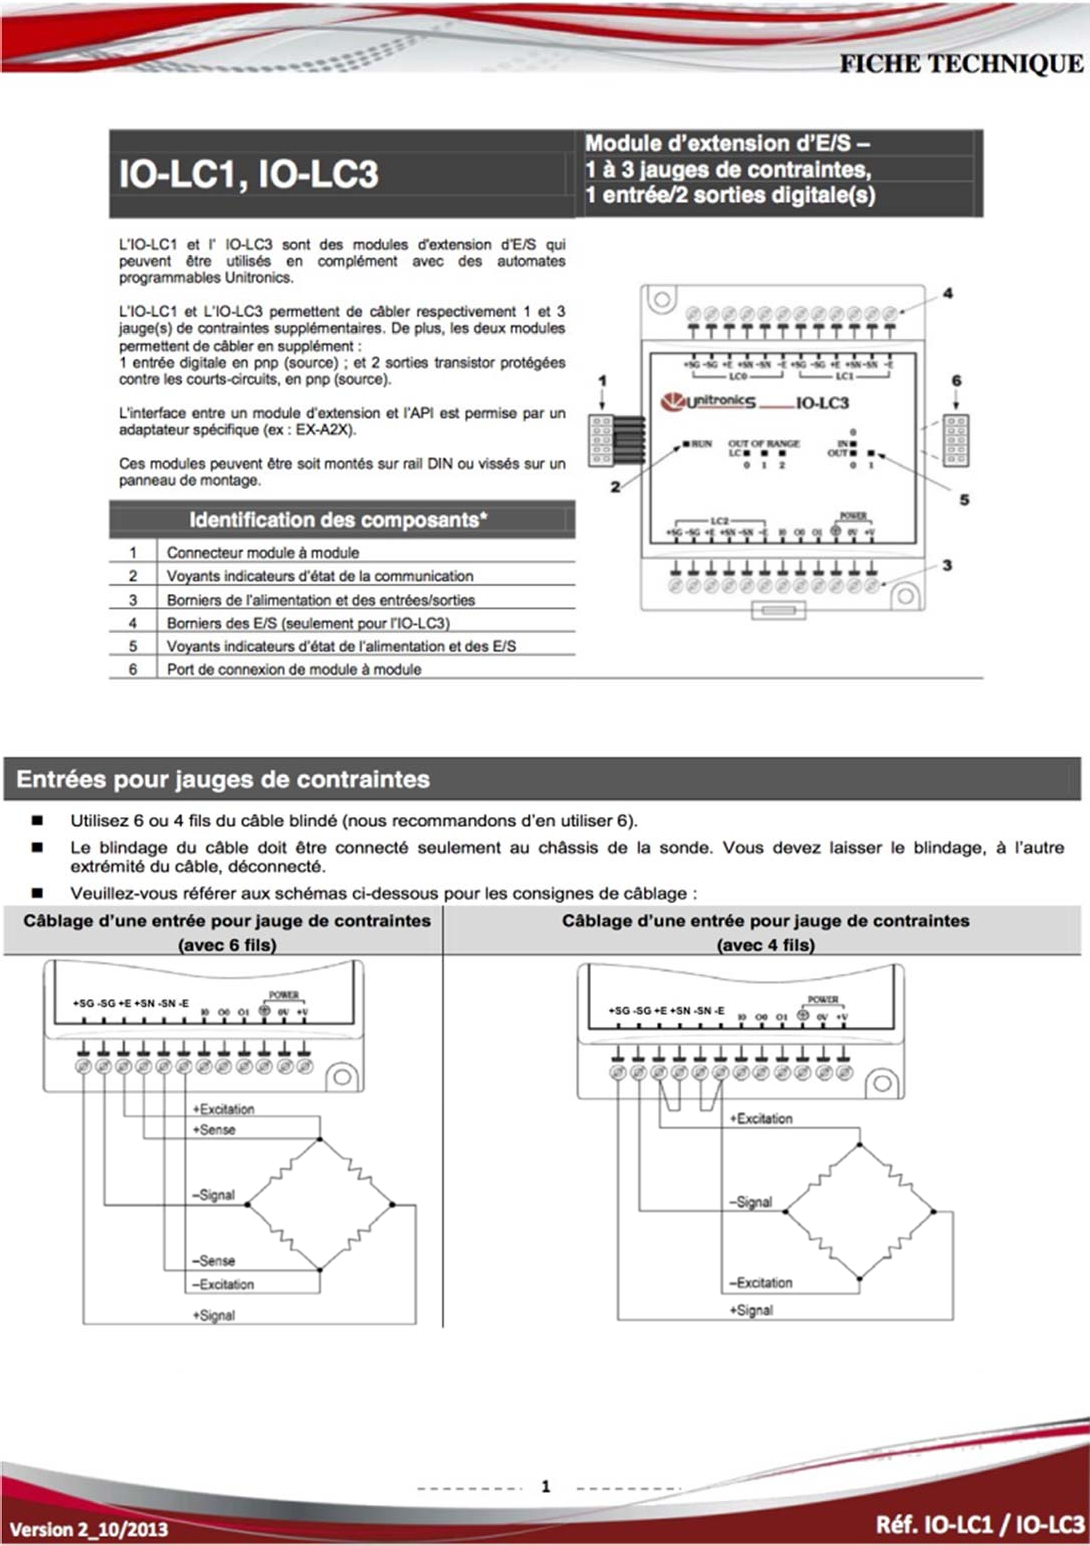 FICHE TECHNIQUE
IO-LC1, IO-LC3
Module d'extension d'E/S –
1 à 3 jauges de contraintes,
1 entrée/2 sorties digitale(s)
L'IO-LC1 et l' IO-LC3 sont des modules d'extension d'E/S qui
peuvent être utilisés en complément avec des automates
programmables Unitronics.
L'IO-LC1 et L'IO-LC3 permettent de câbler respectivement 1 et 3
jauge(s) de contraintes supplémentaires. De plus, les deux modules
permettent de câbler en supplément :
1 entrée digitale en pnp (source) ; et 2 sorties transistor protégées
contre les courts-circuits, en pnp (source).
L'interface entre un module d'extension et l'API est permise par un
adaptateur spécifique (ex : EX-A2X).
Ces modules peuvent être soit montés sur rail DIN ou vissés sur un
panneau de montage.
Identification des composants*
1 Connecteur module à module
2 Voyants indicateurs d'état de la communication
3 Borniers de l'alimentation et des entrées/sorties
4 Borniers des E/S (seulement pour l'IO-LC3)
5 Voyants indicateurs d'état de l'alimentation et des E/S
6 Port de connexion de module à module
4
+SG -SG +E +SN -SN -E +SG -SG +E +SN -SN -E
LC0 LC1
1
6
Unitronics IO-LC3
0
RUN OUT OF RANGE IN
LC OUT
0 1 2 0 1
2
5
LC2 POWER
+SG -SG +E +SN -SN -E I0 O0 O1 0V +V
3
Entrées pour jauges de contraintes
■ Utilisez 6 ou 4 fils du câble blindé (nous recommandons d'en utiliser 6).
■ Le blindage du câble doit être connecté seulement au châssis de la sonde. Vous devez laisser le blindage, à l'autre
extrémité du câble, déconnecté.
■ Veuillez-vous référer aux schémas ci-dessous pour les consignes de câblage :
Câblage d'une entrée pour jauge de contraintes
(avec 6 fils)
POWER
+SG -SG +E +SN -SN -E I0 O0 O1 0V +V
+Excitation
+Sense
–Signal
–Sense
–Excitation
+Signal
Câblage d'une entrée pour jauge de contraintes
(avec 4 fils)
POWER
+SG -SG +E +SN -SN -E I0 O0 O1 0V +V
+Excitation
–Signal
–Excitation
+Signal
1
Version 2_10/2013
Réf. IO-LC1 / IO-LC3